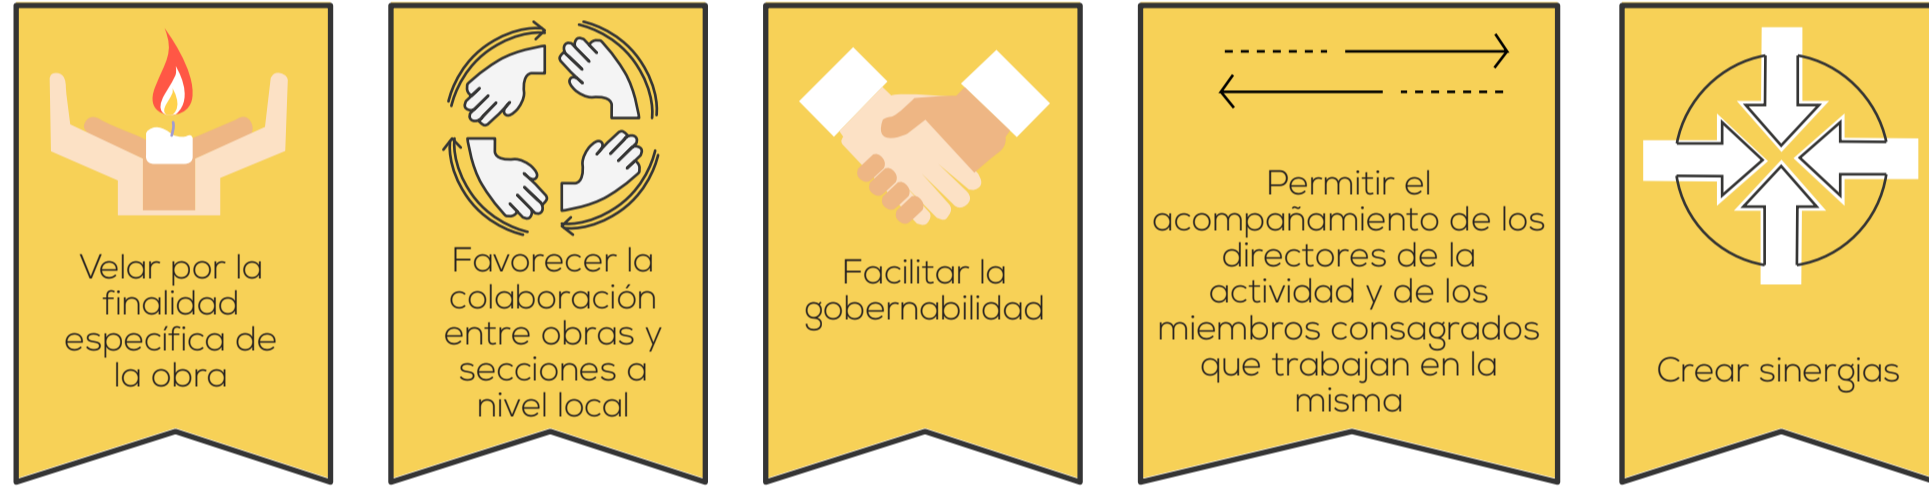 Velar por la
finalidad
específica de
la obra
Favorecer la
colaboración
entre obras y
secciones a
nivel local
Facilitar la
gobernabilidad
Permitir el
acompañamiento de los
directores de la
actividad y de los
miembros consagrados
que trabajan en la
misma
Crear sinergias